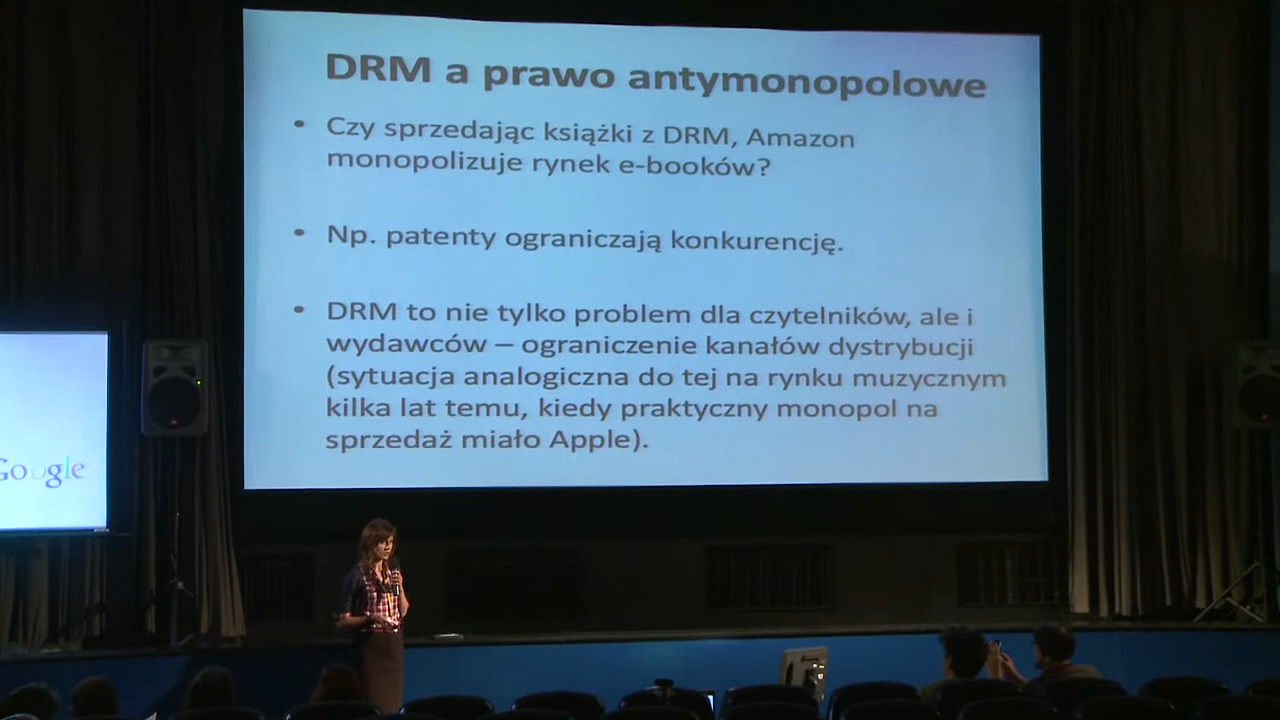 DRM a prawo antymonopolowe
• Czy sprzedając książki z DRM, Amazon
monopolizuje rynek e-booków?
• Np. patenty ograniczają konkurencję.
• DRM to nie tylko problem dla czytelników, ale i
wydawców – ograniczenie kanałów dystrybucji
(sytuacja analogiczna do tej na rynku muzycznym
kilka lat temu, kiedy praktyczny monopol na
sprzedaż miało Apple).
Google